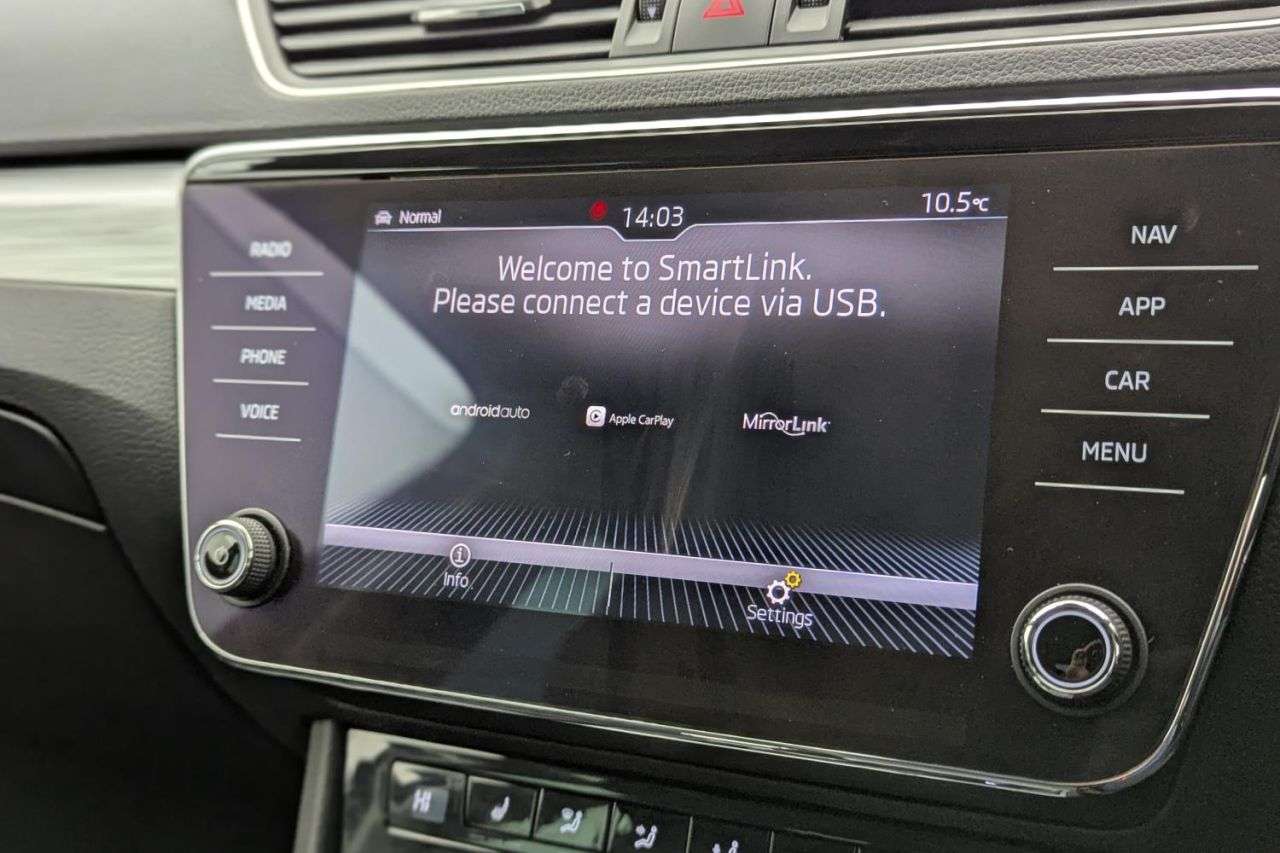 Normal
14:03
10.5°C
RADIO
MEDIA
PHONE
VOICE
Welcome to SmartLink.
Please connect a device via USB.
androidauto
Apple CarPlay
MirrorLink
Info
Settings
NAV
APP
CAR
MENU
HI